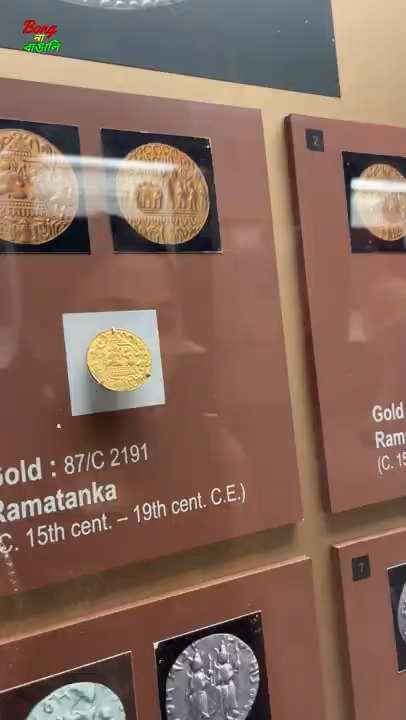 Bong
না
বাঙালি
2
Gold : 87/C 2191
Ramatanka
(C. 15th cent. – 19th cent. C.E.)
Gold
Ram
(C. 15
7